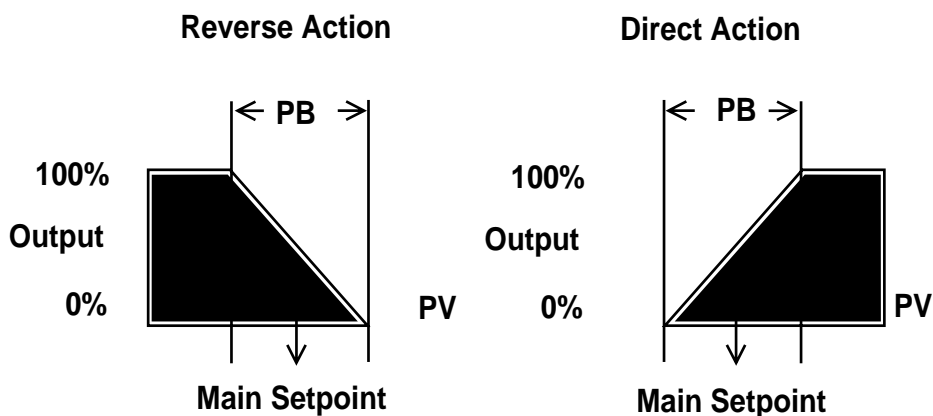 Reverse Action
Direct Action
PB
PB
100%
100%
Output
Output
0%
PV
0%
PV
Main Setpoint
Main Setpoint